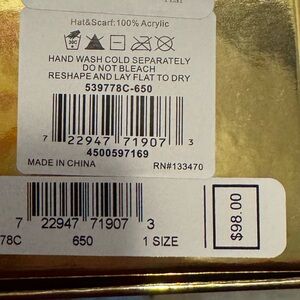 Hat&Scarf:100% Acrylic
HAND WASH COLD SEPARATELY
DO NOT BLEACH
RESHAPE AND LAY FLAT TO DRY
539778C-650
7 22947 71907 3
4500597169
MADE IN CHINA RN#133470
7 22947 71907 3
78C 650 1 SIZE
$98.00